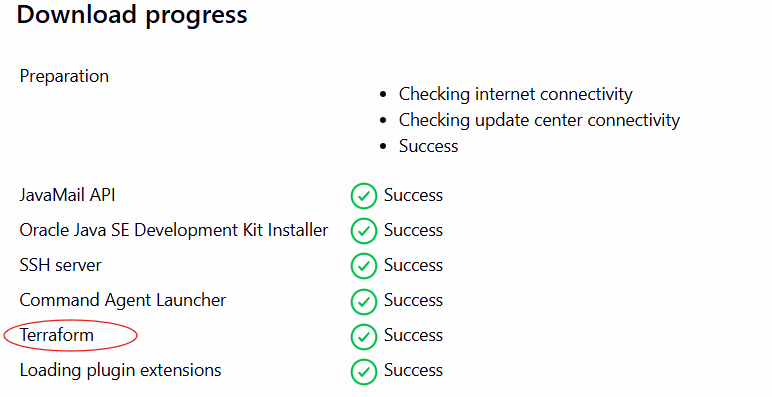 Download progress
Preparation
Checking internet connectivity
Checking update center connectivity
Success
JavaMail API Success
Oracle Java SE Development Kit Installer Success
SSH server Success
Command Agent Launcher Success
Terraform Success
Loading plugin extensions Success